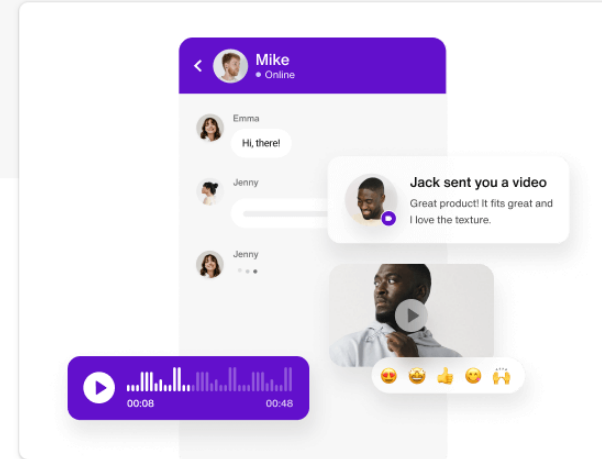 Mike
Online
Emma
Hi, there!
Jenny
Jack sent you a video
Great product! It fits great and
I love the texture.
Jenny
00:08
00:48